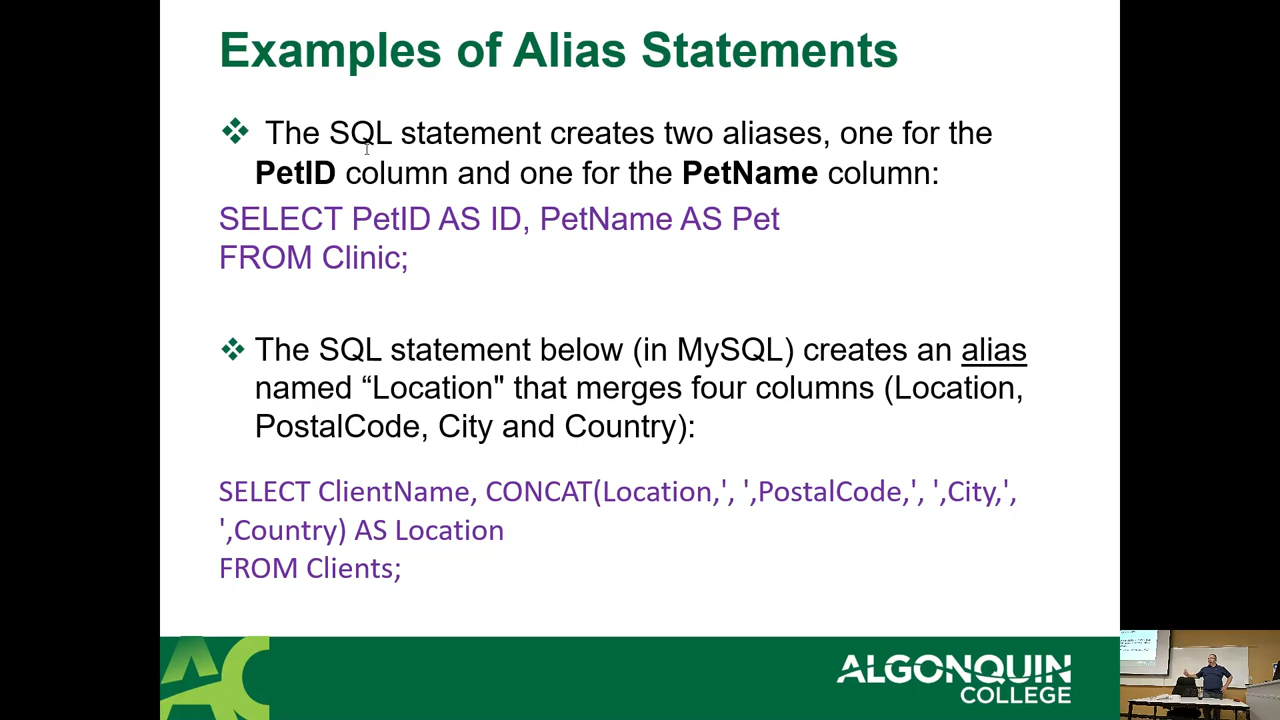 Examples of Alias Statements
❖ The SQL statement creates two aliases, one for the
PetID column and one for the PetName column:
SELECT PetID AS ID, PetName AS Pet
FROM Clinic;
❖ The SQL statement below (in MySQL) creates an alias
named “Location" that merges four columns (Location,
PostalCode, City and Country):
SELECT ClientName, CONCAT(Location,', ',PostalCode,', ',City,',
',Country) AS Location
FROM Clients;
AC
ALGONQUIN
COLLEGE